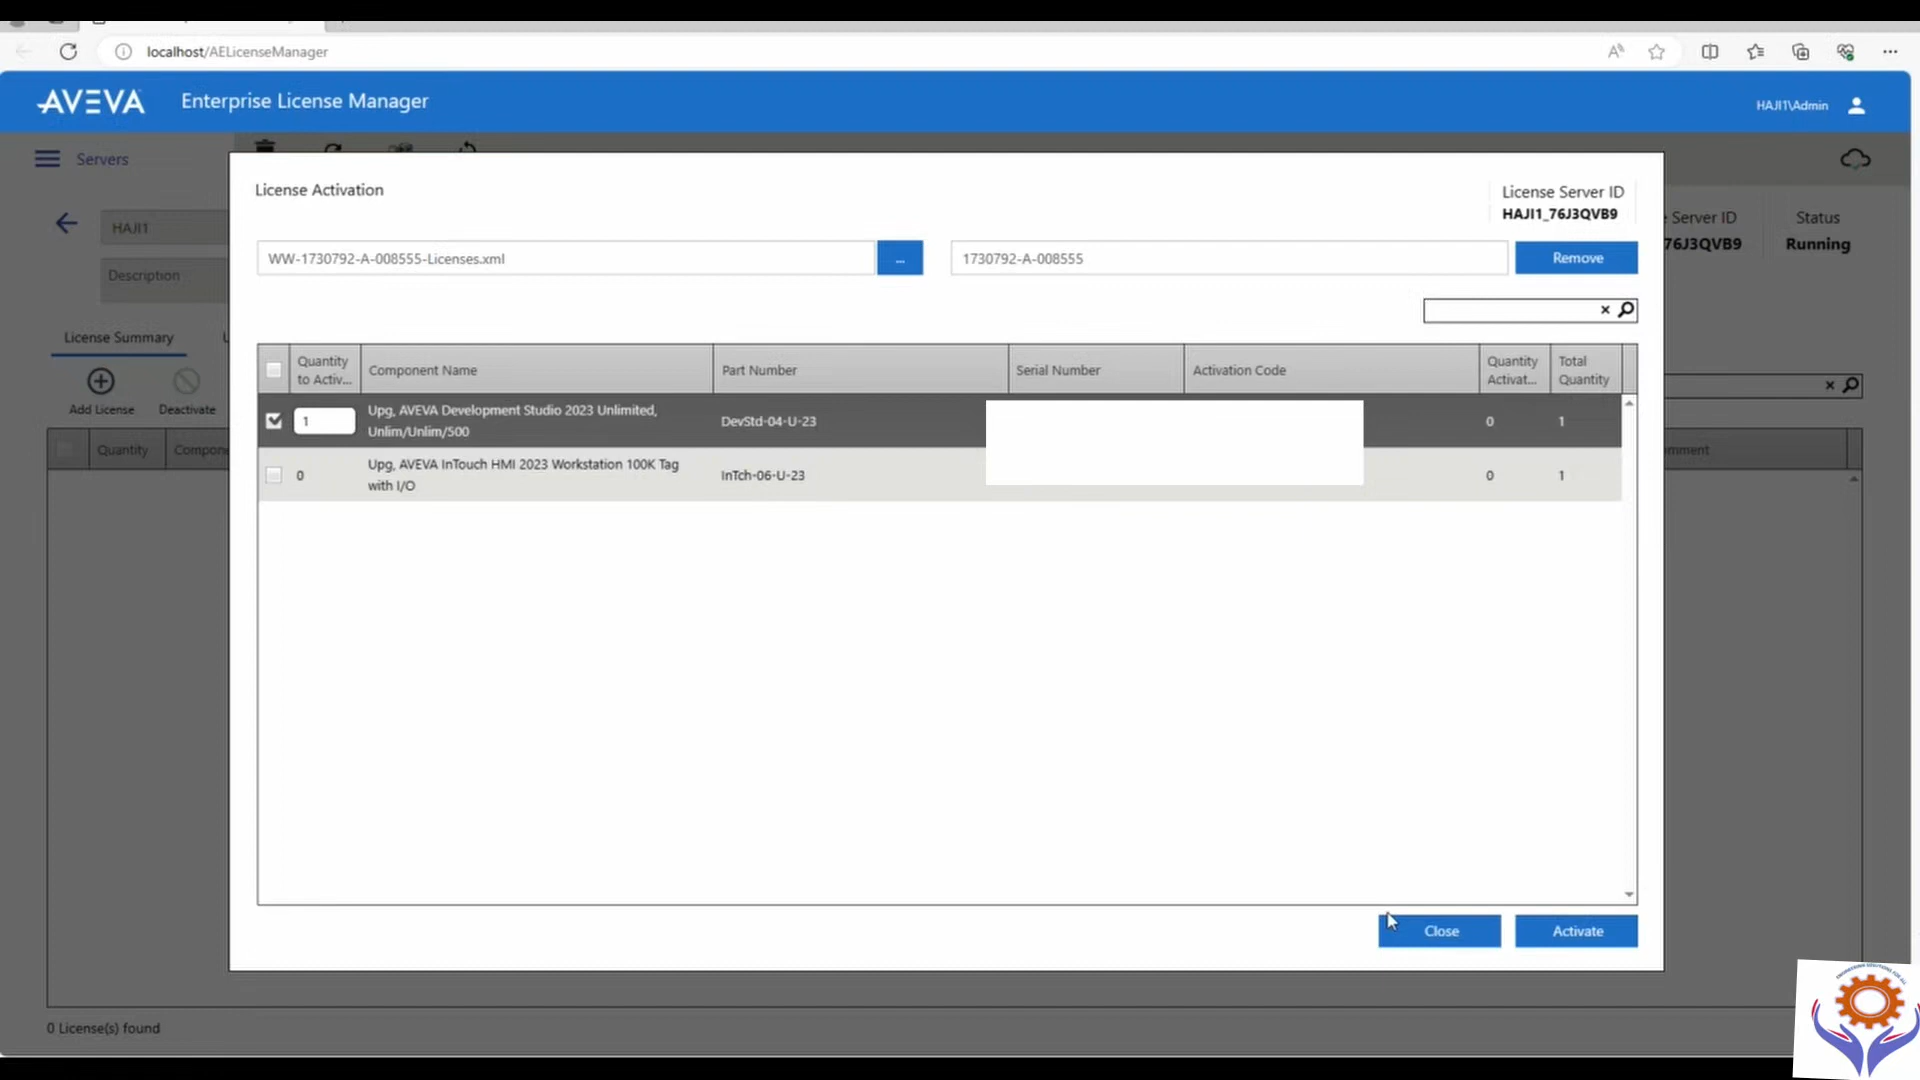 localhost/AELicenseManager
AVEVA Enterprise License Manager
HAJI1\Admin
Servers
License Activation
License Server ID
HAJI1_76J3QVB9
HAJI1
Server ID
76J3QVB9
Status
Running
Description
WW-1730792-A-008555-Licenses.xml
...
1730792-A-008555
Remove
License Summary
Add License
Deactivate
Quantity
to Activ...
Component Name
Part Number
Serial Number
Activation Code
Quantity
Activat...
Total
Quantity
1
Upg, AVEVA Development Studio 2023 Unlimited,
Unlim/Unlim/500
DevStd-04-U-23
0
1
0
Upg, AVEVA InTouch HMI 2023 Workstation 100K Tag
with I/O
InTch-06-U-23
0
1
Quantity
Compone
mment
Close
Activate
0 License(s) found